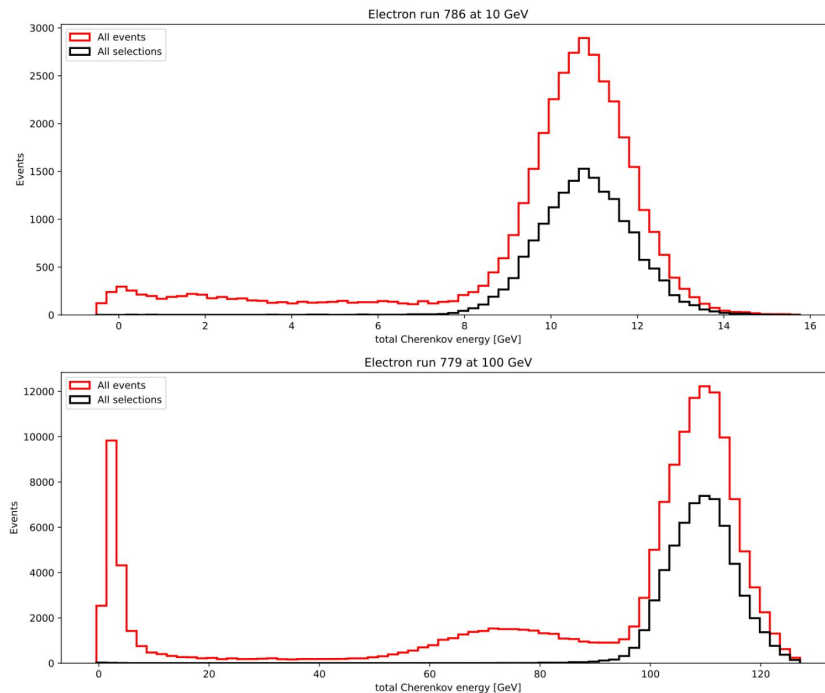 Electron run 786 at 10 GeV
All events
All selections
3000
2500
2000
1500
1000
500
0
Events
0 2 4 6 8 10 12 14 16
total Cherenkov energy [GeV]
Electron run 779 at 100 GeV
All events
All selections
12000
10000
8000
6000
4000
2000
0
Events
0 20 40 60 80 100 120
total Cherenkov energy [GeV]